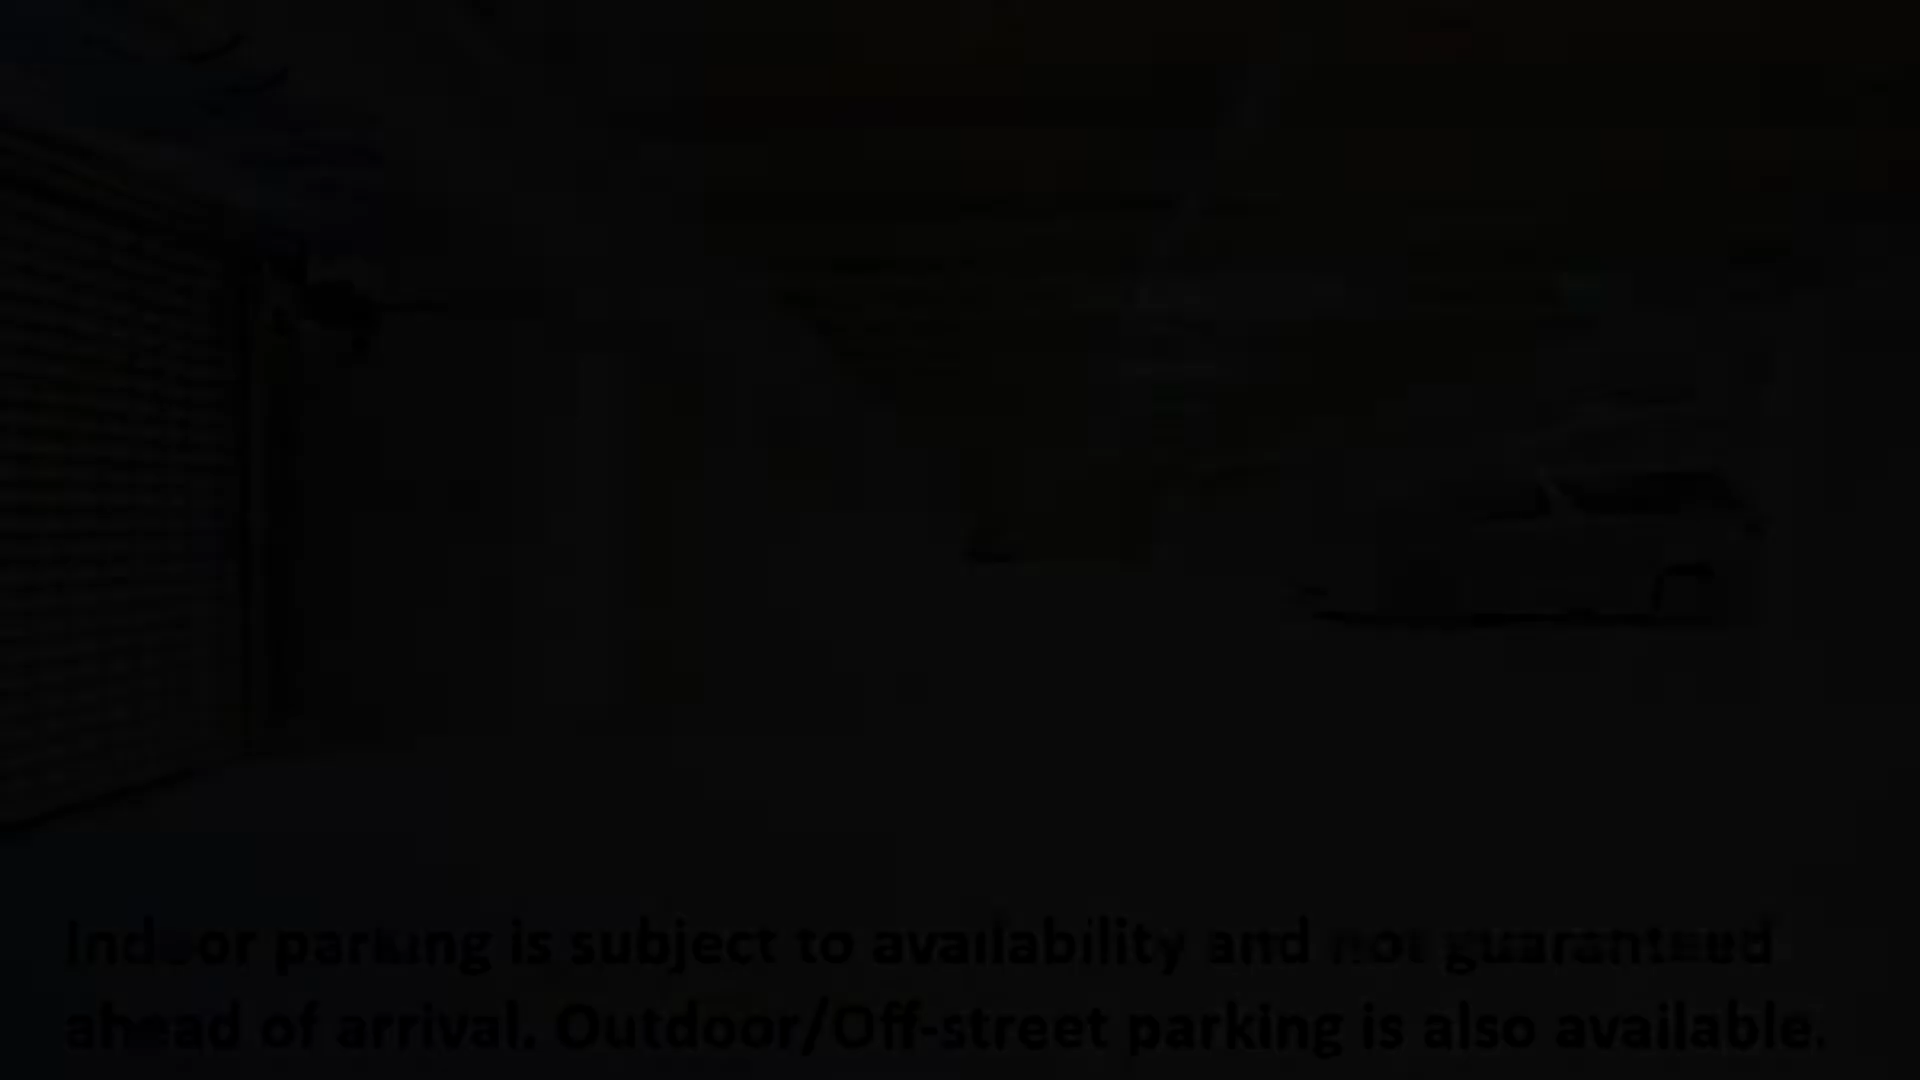 Indoor parking is subject to availability and not guaranteed
ahead of arrival. Outdoor/Off-street parking is also available.